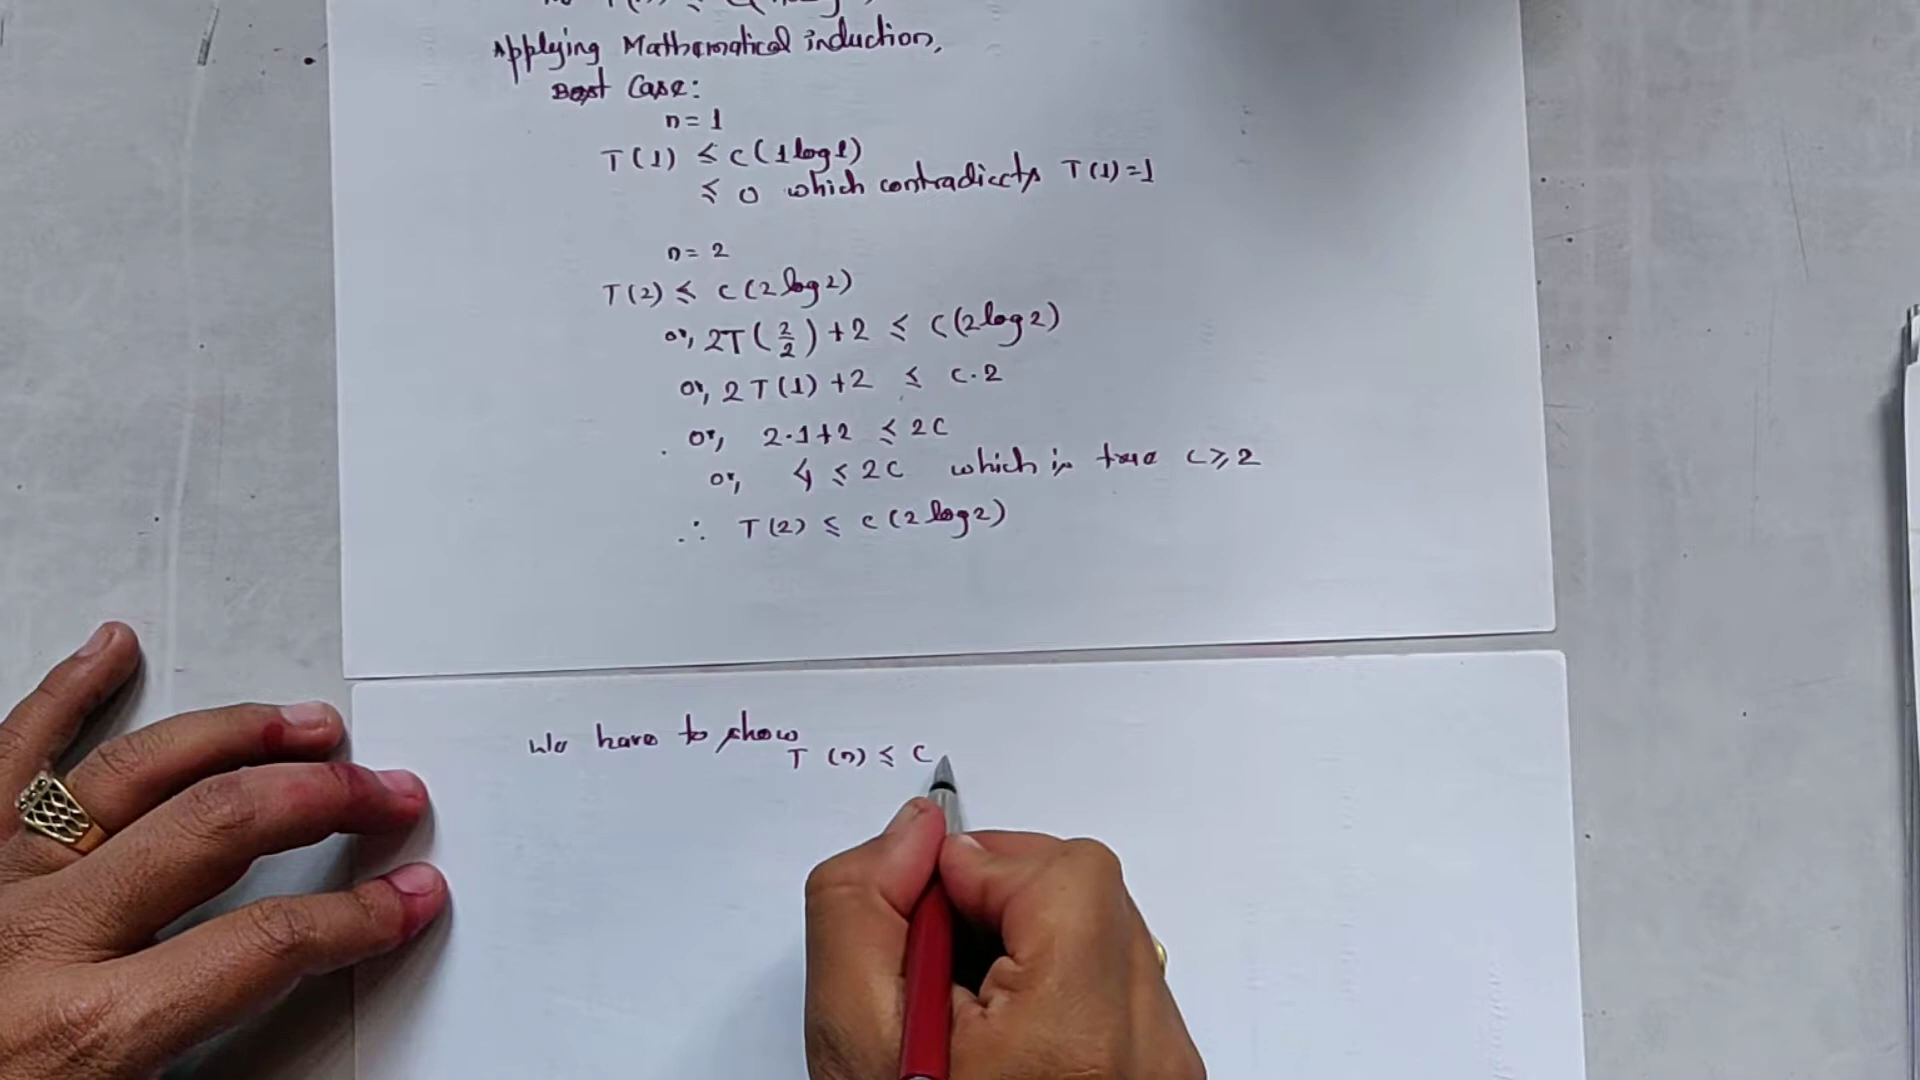 Applying Mathematical induction,
Best Case:
n = 1
T(1) ≤ c(1 log 1)
≤ 0 which contradicts T(1)=1
n = 2
T(2) ≤ c(2 log 2)
or, 2T(2/2)+2 ≤ c(2 log 2)
or, 2T(1)+2 ≤ c.2
or, 2.1+2 ≤ 2c
or, 4 ≤ 2c which is true c ≥ 2
∴ T(2) ≤ c(2 log 2)
We have to show
T(n) ≤ c